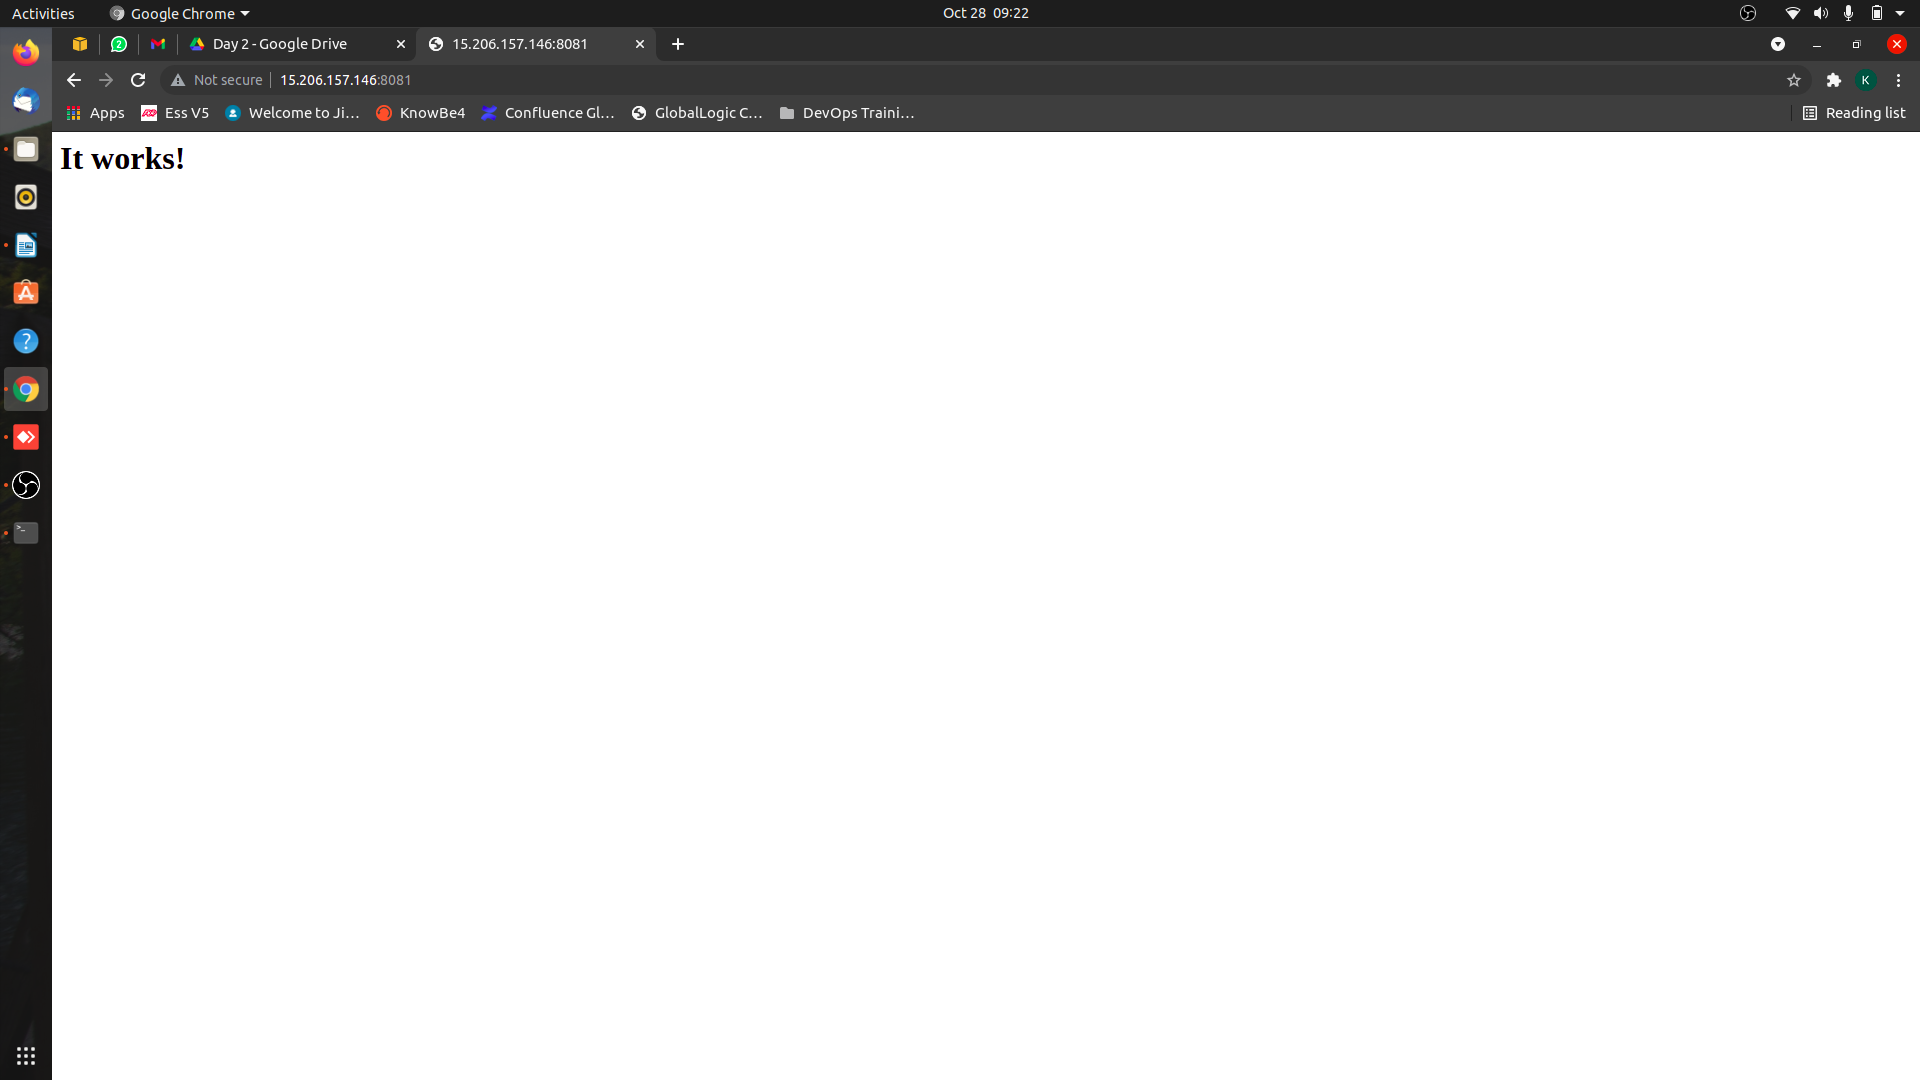 Activities
Google Chrome
Oct 28 09:22
2
Day 2 - Google Drive
15.206.157.146:8081
Not secure
15.206.157.146:8081
K
Apps
Ess V5
Welcome to Ji...
KnowBe4
Confluence Gl...
GlobalLogic C...
DevOps Traini...
Reading list
It works!